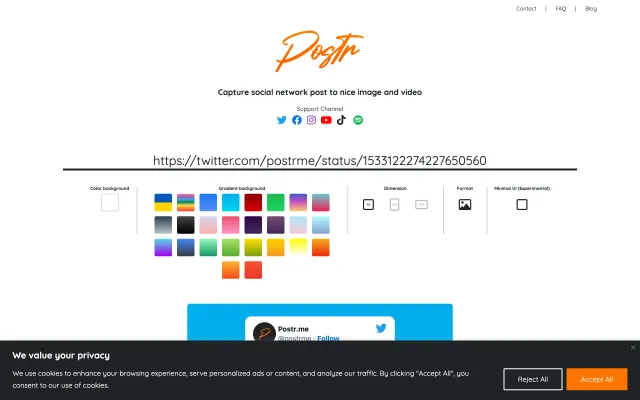 Contact | FAQ | Blog
Postr
Capture social network post to nice image and video
Support Channel
https://twitter.com/postrme/status/1533122274227650560
Color background
Gradient background
Dimension
Format
Minimal UI (Experimental)
Postr.me
@postrme · Follow
We value your privacy
We use cookies to enhance your browsing experience, serve personalized ads or content, and analyze our traffic. By clicking "Accept All", you
consent to our use of cookies.
Reject All
Accept All